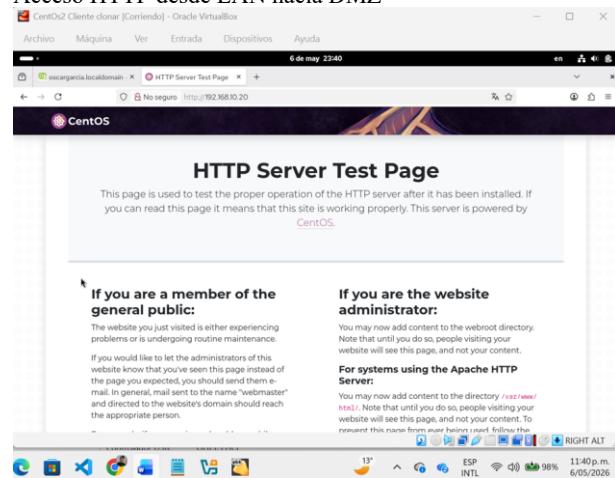 Acceso HTTP desde LAN hacia DMZ
CentOs2 Cliente clonar [Corriendo] - Oracle VirtualBox
Archivo Máquina Ver Entrada Dispositivos Ayuda
6 de may 23:40
en
oscargarcia.localdomain - HTTP Server Test Page
No seguro http://192.168.10.20
CentOS
HTTP Server Test Page
This page is used to test the proper operation of the HTTP server after it has been installed. If
you can read this page it means that this site is working properly. This server is powered by
CentOS.
If you are a member of the
general public:
The website you just visited is either experiencing
problems or is undergoing routine maintenance.
If you would like to let the administrators of this
website know that you've seen this page instead of
the page you expected, you should send them e-
mail. In general, mail sent to the name "webmaster"
and directed to the website's domain should reach
the appropriate person.
If you are the website
administrator:
You may now add content to the webroot directory.
Note that until you do so, people visiting your
website will see this page, and not your content.
For systems using the Apache HTTP
Server:
You may now add content to the directory /var/www/
html/. Note that until you do so, people visiting your
website will see this page, and not your content. To
prevent this page from ever being used, follow the
RIGHT ALT
13°
ESP
INTL
98%
11:40 p.m.
6/05/2026